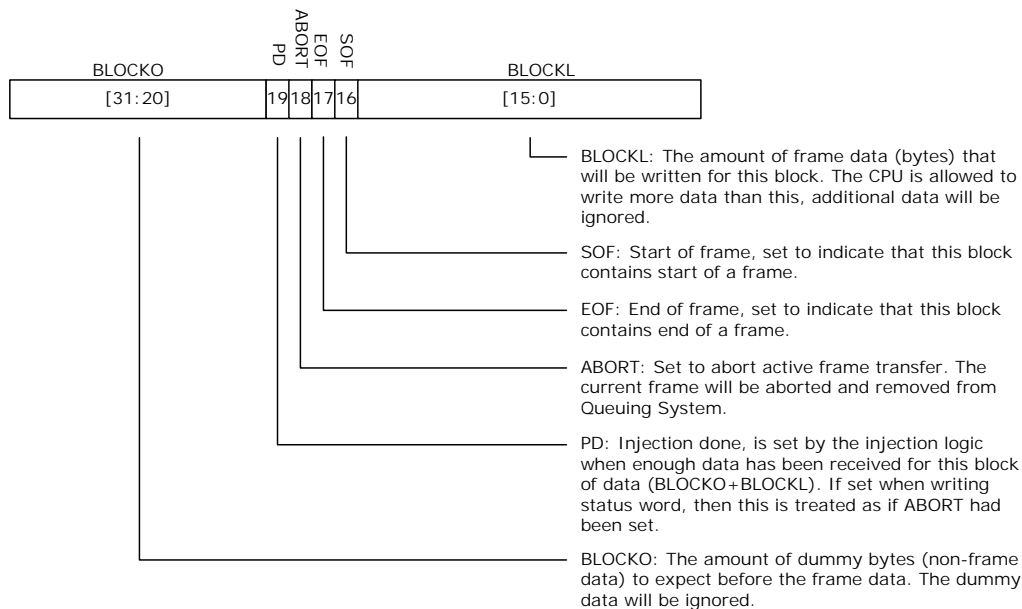 PD
ABORT
EOF
SOF
BLOCKO
BLOCKL
[31:20]
19
18
17
16
[15:0]
BLOCKL: The amount of frame data (bytes) that
will be written for this block. The CPU is allowed to
write more data than this, additional data will be
ignored.
SOF: Start of frame, set to indicate that this block
contains start of a frame.
EOF: End of frame, set to indicate that this block
contains end of a frame.
ABORT: Set to abort active frame transfer. The
current frame will be aborted and removed from
Queuing System.
PD: Injection done, is set by the injection logic
when enough data has been received for this block
of data (BLOCKO+BLOCKL). If set when writing
status word, then this is treated as if ABORT had
been set.
BLOCKO: The amount of dummy bytes (non-frame
data) to expect before the frame data. The dummy
data will be ignored.